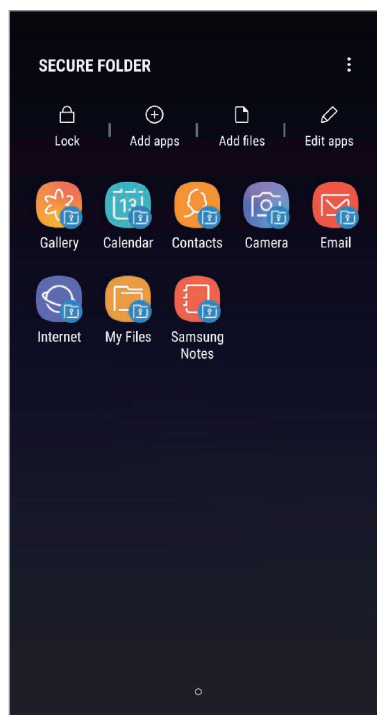 SECURE FOLDER
Lock Add apps Add files Edit apps
13
Gallery Calendar Contacts Camera Email
Internet My Files Samsung
Notes